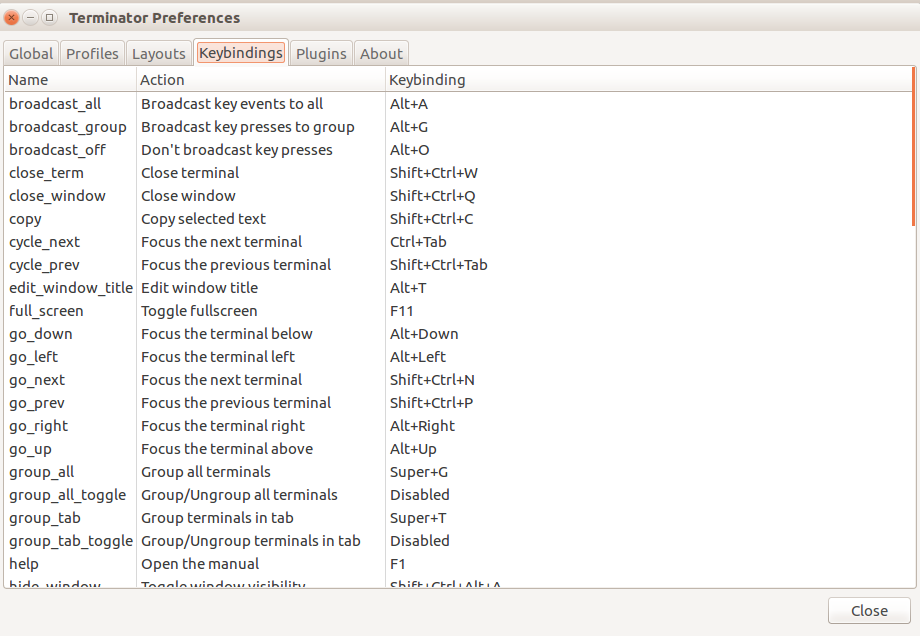 Terminator Preferences
Global Profiles Layouts Keybindings Plugins About
Name Action Keybinding
broadcast_all Broadcast key events to all Alt+A
broadcast_group Broadcast key presses to group Alt+G
broadcast_off Don't broadcast key presses Alt+O
close_term Close terminal Shift+Ctrl+W
close_window Close window Shift+Ctrl+Q
copy Copy selected text Shift+Ctrl+C
cycle_next Focus the next terminal Ctrl+Tab
cycle_prev Focus the previous terminal Shift+Ctrl+Tab
edit_window_title Edit window title Alt+T
full_screen Toggle fullscreen F11
go_down Focus the terminal below Alt+Down
go_left Focus the terminal left Alt+Left
go_next Focus the next terminal Shift+Ctrl+N
go_prev Focus the previous terminal Shift+Ctrl+P
go_right Focus the terminal right Alt+Right
go_up Focus the terminal above Alt+Up
group_all Group all terminals Super+G
group_all_toggle Group/Ungroup all terminals Disabled
group_tab Group terminals in tab Super+T
group_tab_toggle Group/Ungroup terminals in tab Disabled
help Open the manual F1
hide_window Toggle window visibility Shift+Ctrl+Alt+A
Close